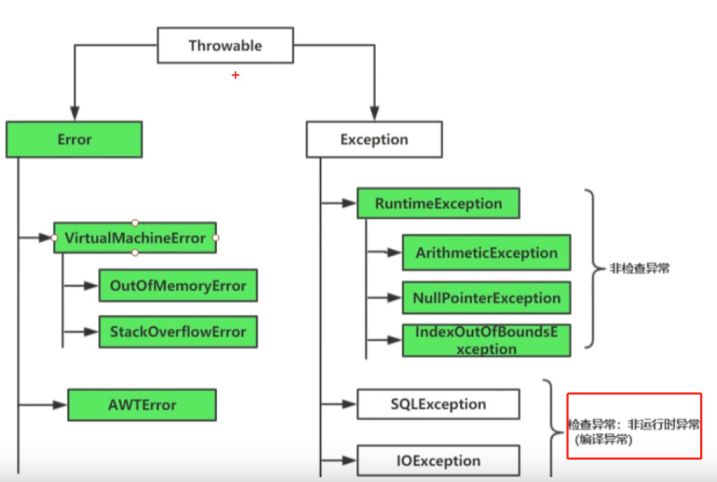 Throwable
Error
Exception
RuntimeException
VirtualMachineError
ArithmeticException
非检查异常
OutOfMemoryError
NullPointerException
StackOverflowError
IndexOutOfBoundsE
xception
AWTError
SQLException
检查异常：非运行时异常
(编译异常)
IOException